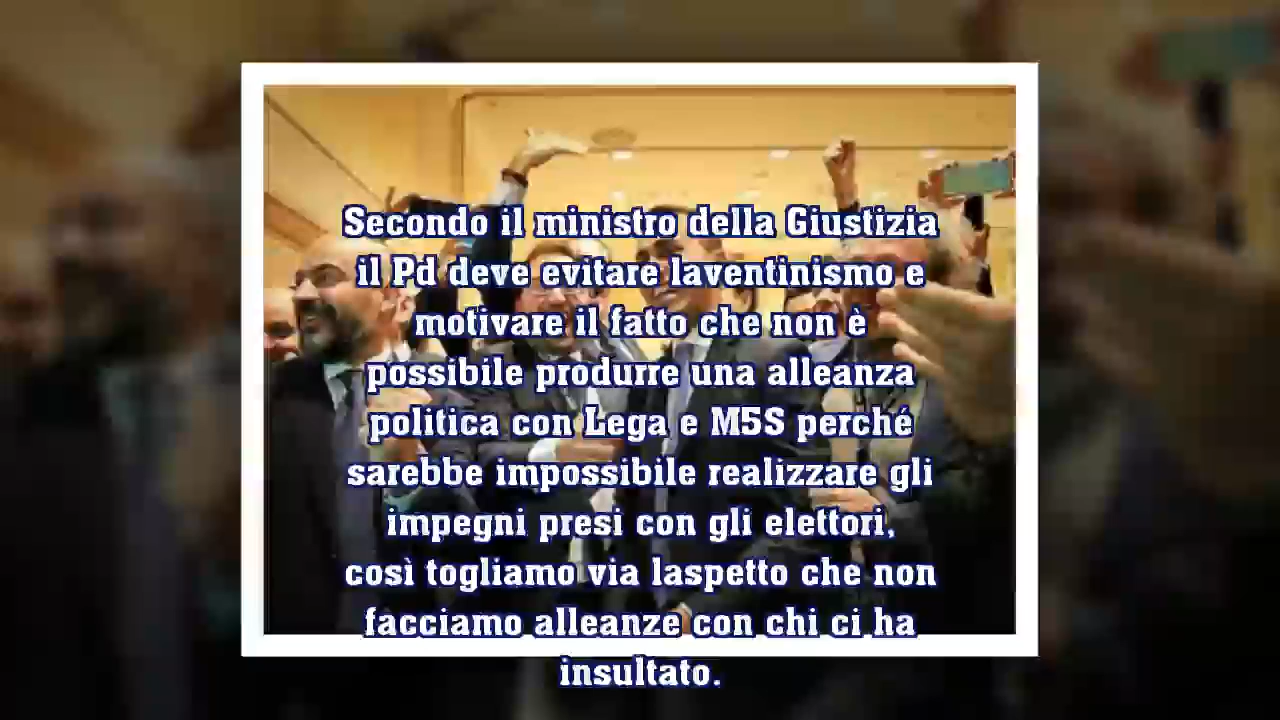 Secondo il ministro della Giustizia
il Pd deve evitare laventinismo e
motivare il fatto che non è
possibile produrre una alleanza
politica con Lega e M5S perché
sarebbe impossibile realizzare gli
impegni presi con gli elettori,
così togliamo via laspetto che non
facciamo alleanze con chi ci ha
insultato.